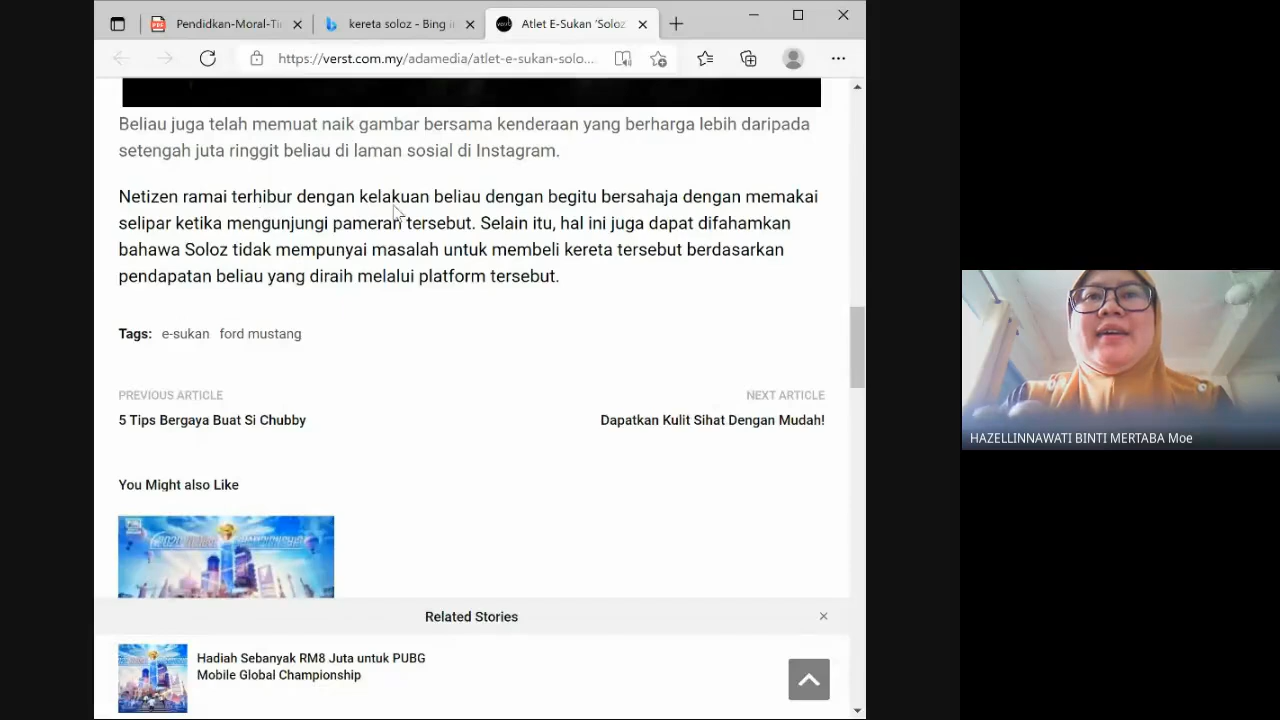 Pendidkan-Moral-Ti
kereta soloz - Bing i
Atlet E-Sukan 'Soloz
https://verst.com.my/adamedia/atlet-e-sukan-solo...
Beliau juga telah memuat naik gambar bersama kenderaan yang berharga lebih daripada
setengah juta ringgit beliau di laman sosial di Instagram.
Netizen ramai terhibur dengan kelakuan beliau dengan begitu bersahaja dengan memakai
selipar ketika mengunjungi pameran tersebut. Selain itu, hal ini juga dapat difahamkan
bahawa Soloz tidak mempunyai masalah untuk membeli kereta tersebut berdasarkan
pendapatan beliau yang diraih melalui platform tersebut.
Tags: e-sukan ford mustang
PREVIOUS ARTICLE
5 Tips Bergaya Buat Si Chubby
NEXT ARTICLE
Dapatkan Kulit Sihat Dengan Mudah!
You Might also Like
Related Stories
Hadiah Sebanyak RM8 Juta untuk PUBG
Mobile Global Championship
HAZELLINNAWATI BINTI MERTABA Moe